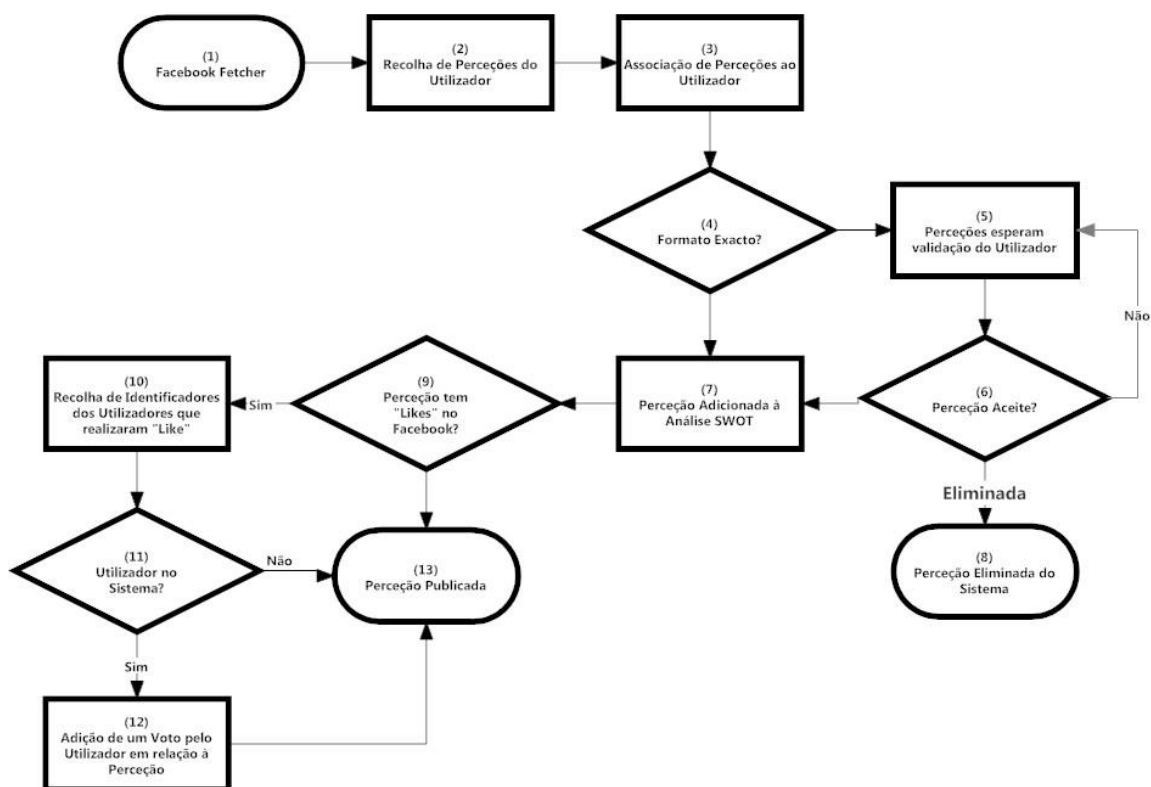 (1)
Facebook Fetcher
(2)
Recolha de Perceções do
Utilizador
(3)
Associação de Perceções ao
Utilizador
(4)
Formato Exacto?
(5)
Perceções esperam
validação do Utilizador
Não
(6)
Perceção Aceite?
(7)
Perceção Adicionada à
Análise SWOT
(9)
Perceção tem
"Likes" no
Facebook?
Sim
(10)
Recolha de Identificadores
dos Utilizadores que
realizaram "Like"
Eliminada
(8)
Perceção Eliminada do
Sistema
(11)
Utilizador no
Sistema?
Não
(13)
Perceção Publicada
Sim
(12)
Adição de um Voto pelo
Utilizador em relação à
Perceção